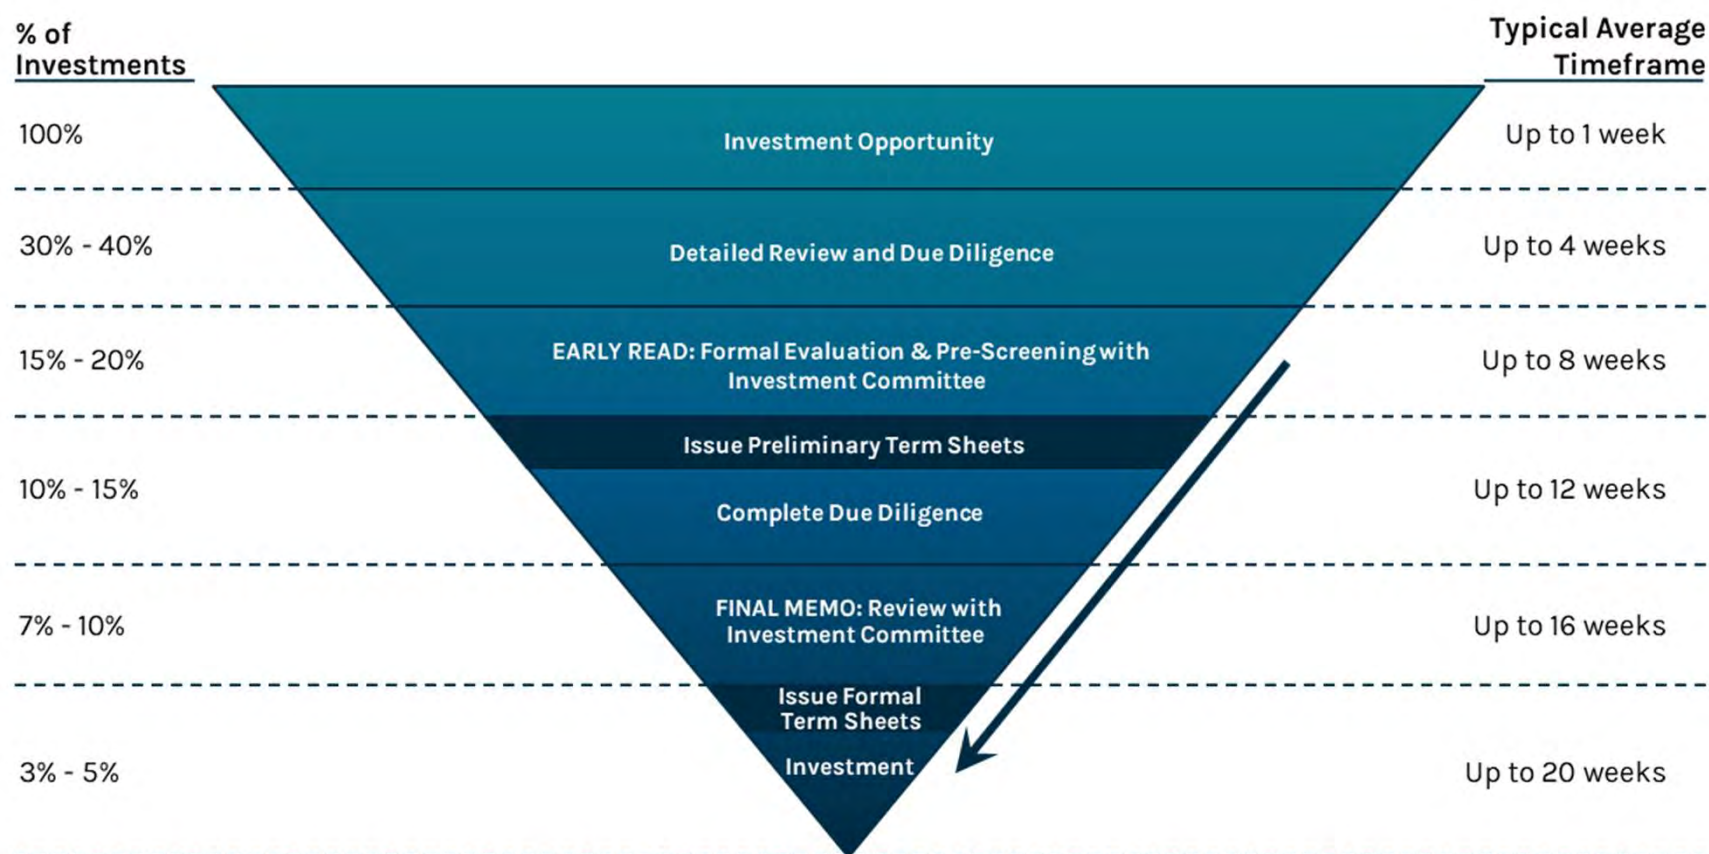 % of
Investments
Typical Average
Timeframe
100%
Investment Opportunity
Up to 1 week
30% - 40%
Detailed Review and Due Diligence
Up to 4 weeks
15% - 20%
EARLY READ: Formal Evaluation & Pre-Screening with
Investment Committee
Up to 8 weeks
Issue Preliminary Term Sheets
10% - 15%
Complete Due Diligence
Up to 12 weeks
7% - 10%
FINAL MEMO: Review with
Investment Committee
Up to 16 weeks
Issue Formal
Term Sheets
3% - 5%
Investment
Up to 20 weeks